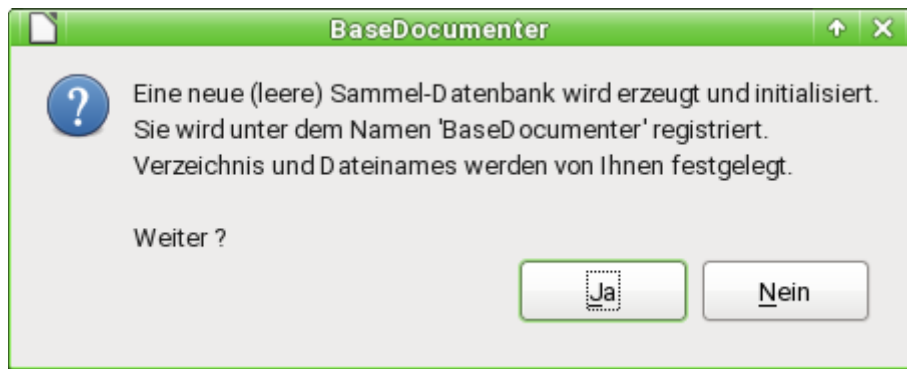 BaseDocumenter
Eine neue (leere) Sammel-Datenbank wird erzeugt und initialisiert.
Sie wird unter dem Namen 'BaseDocumenter' registriert.
Verzeichnis und Dateinames werden von Ihnen festgelegt.
Weiter ?
Ja
Nein